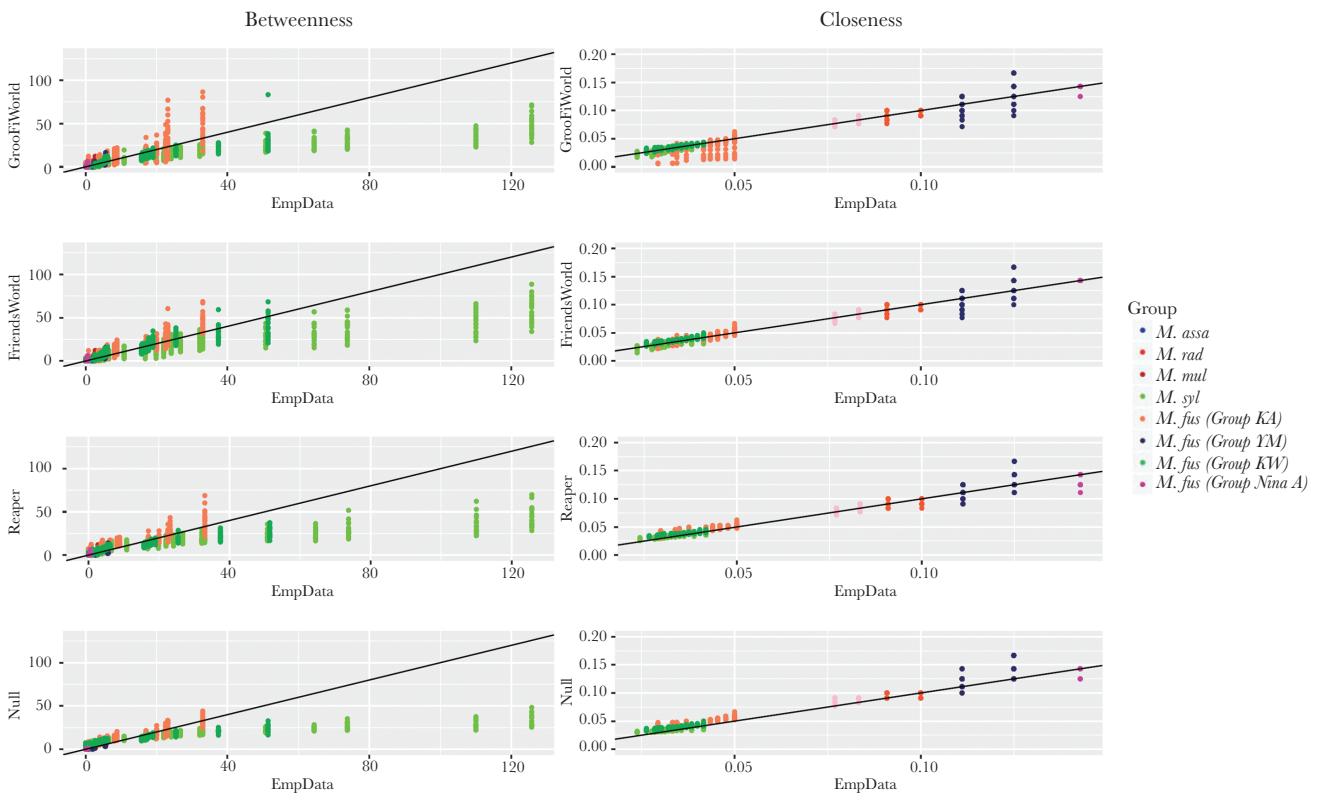 Betweenness
Closeness
GrooFiWorld
100
50
0
0
40
80
120
EmpData
GrooFiWorld
0.20
0.15
0.10
0.05
0.00
0.05
0.10
EmpData
FriendsWorld
100
50
0
0
40
80
120
EmpData
FriendsWorld
0.20
0.15
0.10
0.05
0.00
0.05
0.10
EmpData
Reaper
100
50
0
0
40
80
120
EmpData
Reaper
0.20
0.15
0.10
0.05
0.00
0.05
0.10
EmpData
Null
100
50
0
0
40
80
120
EmpData
Null
0.20
0.15
0.10
0.05
0.00
0.05
0.10
EmpData
Group
M. assa
M. rad
M. mul
M. syl
M. fus (Group KA)
M. fus (Group YM)
M. fus (Group KW)
M. fus (Group Nina A)